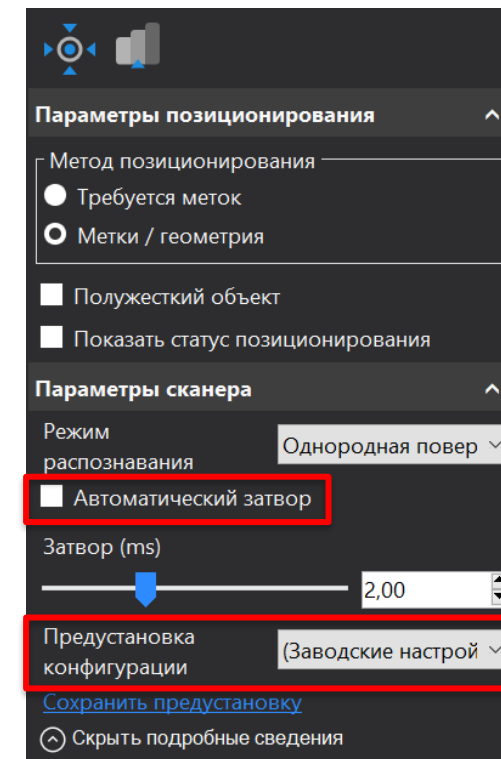 Параметры позиционирования
Метод позиционирования
Требуется меток
Метки / геометрия
Полужесткий объект
Показать статус позиционирования
Параметры сканера
Режим
распознавания
Однородная повер
Автоматический затвор
Затвор (ms)
2,00
Предустановка
конфигурации
(Заводские настрой
Сохранить предустановку
Скрыть подробные сведения